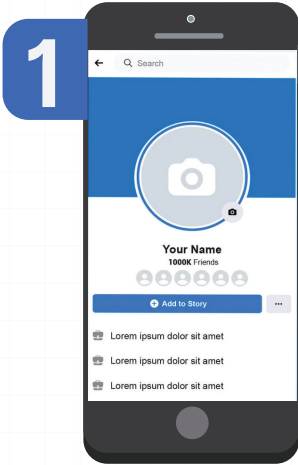 1
Search
Your Name
1000K Friends
Add to Story
Lorem ipsum dolor sit amet
Lorem ipsum dolor sit amet
Lorem ipsum dolor sit amet